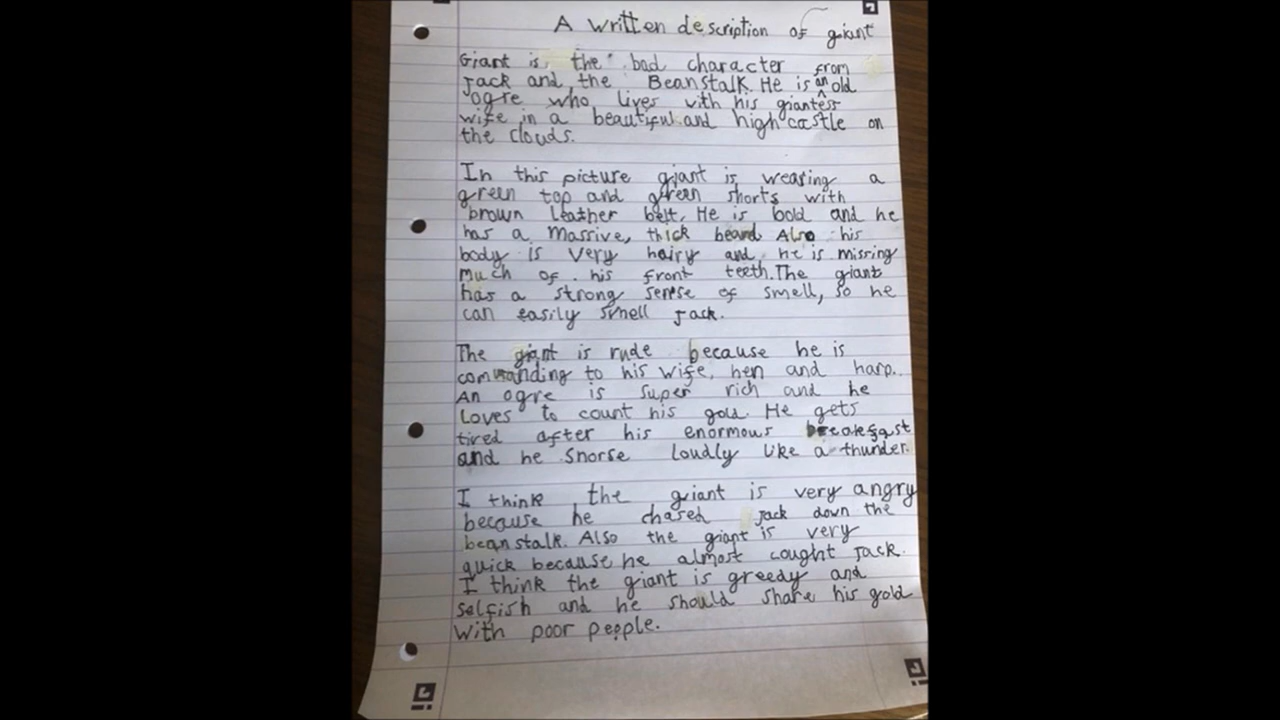 A written description of giant
Giant is the bad character from
Jack and the Beanstalk. He is an old
ogre who lives with his giantess
wife in a beautiful and high castle on
the clouds.
In this picture giant is wearing a
green top and green shorts with
brown leather belt. He is bold and he
has a massive, thick beard Also his
body is very hairy and he is missing
much of his front teeth. The giant
has a strong sense of smell, so he
can easily smell Jack.
The giant is rude because he is
commanding to his wife, hen and harp.
An ogre is super rich and he
loves to count his gold. He gets
tired after his enormous breakfast
and he snorse loudly like a thunder.
I think the griant is very angry
because he chased Jack down the
beanstalk. Also the giant is very
quick because he almost cought Jack.
I think the giant is greedy and
selfish and he should share his gold
with poor people.